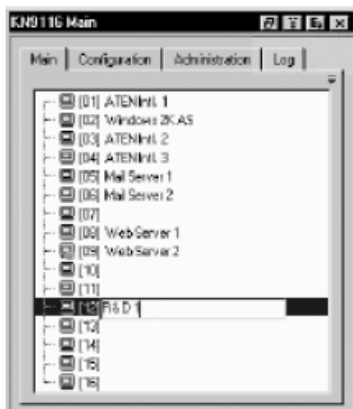 KN9116 Main
Main Configuration Administration Log
[01] ATENIntl. 1
[02] Windows 2K AS
[03] ATENIntl. 2
[04] ATENIntl. 3
[05] Mail Server 1
[06] Mail Server 2
[07]
[08] Web Server 1
[09] Web Server 2
[10]
[11]
[12] R&D 1
[13]
[14]
[15]
[16]